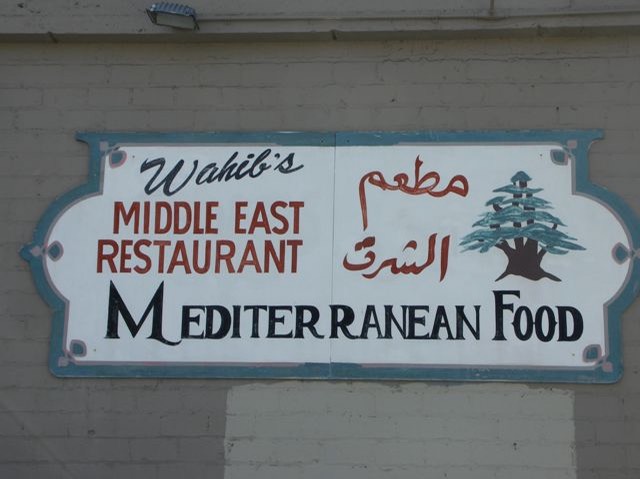 Wahib's
MIDDLE EAST
RESTAURANT
مطعم
الشرق
MEDITERRANEAN FOOD